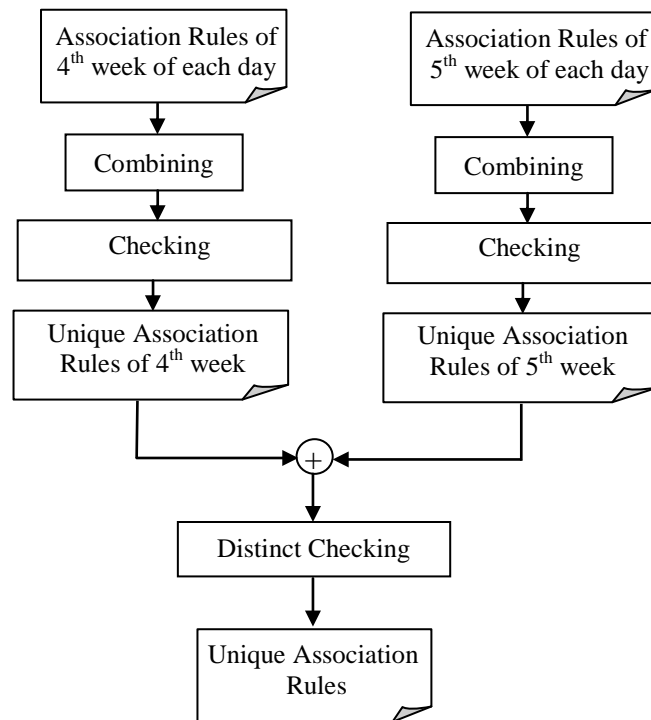 Association Rules of
4th week of each day
Association Rules of
5th week of each day
Combining
Combining
Checking
Checking
Unique Association
Rules of 4th week
Unique Association
Rules of 5th week
+
Distinct Checking
Unique Association
Rules